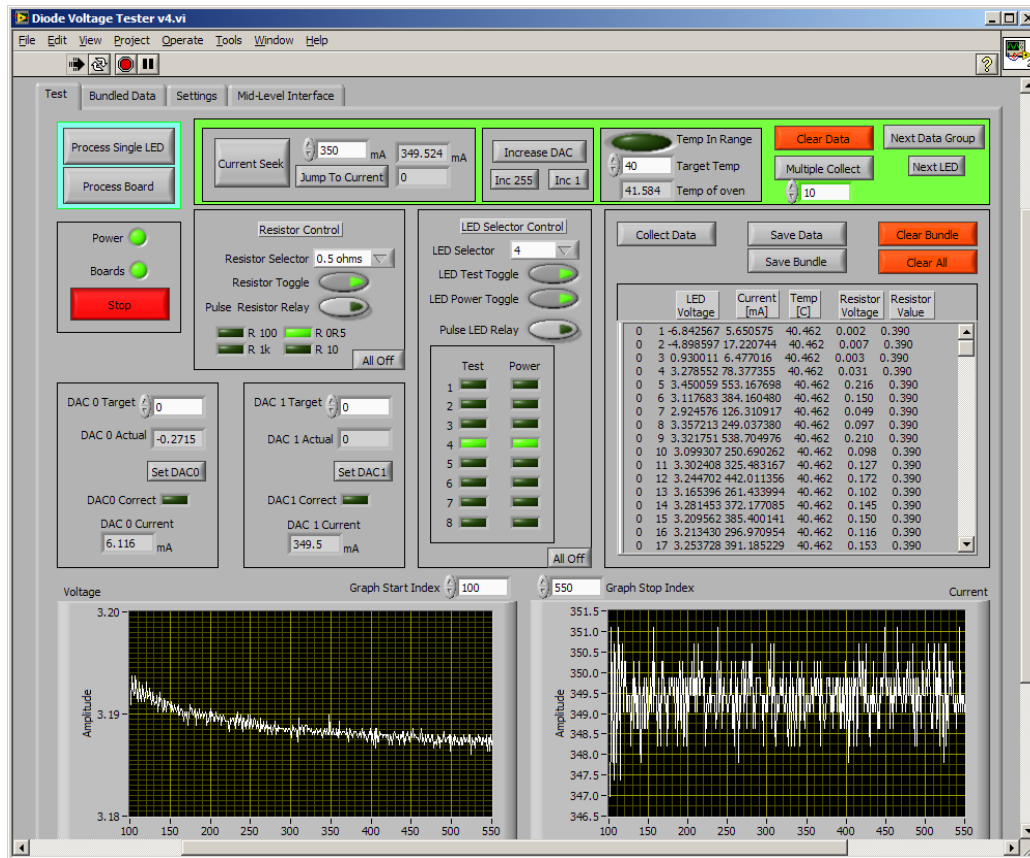 Diode Voltage Tester v4.vi
File Edit View Project Operate Tools Window Help
Test Bundled Data Settings Mid-Level Interface
Process Single LED
Process Board
Current Seek
350 mA 349.524 mA
Jump To Current 0
Increase DAC
Inc 255 Inc 1
Temp In Range
40 Target Temp
41.584 Temp of oven
Clear Data
Multiple Collect
10
Next Data Group
Next LED
Power
Boards
Stop
Resistor Control
Resistor Selector 0.5 ohms
Resistor Toggle
Pulse Resistor Relay
R 100 R 0R5
R 1k R 10
All Off
LED Selector Control
LED Selector 4
LED Test Toggle
LED Power Toggle
Pulse LED Relay
Test Power
1
2
3
4
5
6
7
8
All Off
Collect Data Save Data Clear Bundle
Save Bundle Clear All
LED Voltage Current [mA] Temp [C] Resistor Voltage Resistor Value
0 1 -6.842567 5.650575 40.462 0.002 0.390
0 2 -4.898597 17.220744 40.462 0.007 0.390
0 3 0.930011 6.477016 40.462 0.003 0.390
0 4 3.278552 78.377355 40.462 0.031 0.390
0 5 3.450059 553.167698 40.462 0.216 0.390
0 6 3.117683 384.160480 40.462 0.150 0.390
0 7 2.924576 126.310917 40.462 0.049 0.390
0 8 3.357213 249.037380 40.462 0.097 0.390
0 9 3.321751 538.704976 40.462 0.210 0.390
0 10 3.099307 250.690262 40.462 0.098 0.390
0 11 3.302408 325.483167 40.462 0.127 0.390
0 12 3.244702 442.011356 40.462 0.172 0.390
0 13 3.165396 261.433994 40.462 0.102 0.390
0 14 3.281453 372.177085 40.462 0.145 0.390
0 15 3.209562 385.400141 40.462 0.150 0.390
0 16 3.213430 296.970954 40.462 0.116 0.390
0 17 3.253728 391.185229 40.462 0.153 0.390
DAC 0 Target 0
DAC 0 Actual -0.2715
Set DAC0
DAC0 Correct
DAC 0 Current
6.116 mA
DAC 1 Target 0
DAC 1 Actual 0
Set DAC1
DAC1 Correct
DAC 1 Current
349.5 mA
Voltage
Graph Start Index 100
550 Graph Stop Index
Current
3.20
3.19
3.18
Amplitude
100 150 200 250 300 350 400 450 500 550
351.5
351.0
350.5
350.0
349.5
349.0
348.5
348.0
347.5
347.0
346.5
Amplitude
100 150 200 250 300 350 400 450 500 550